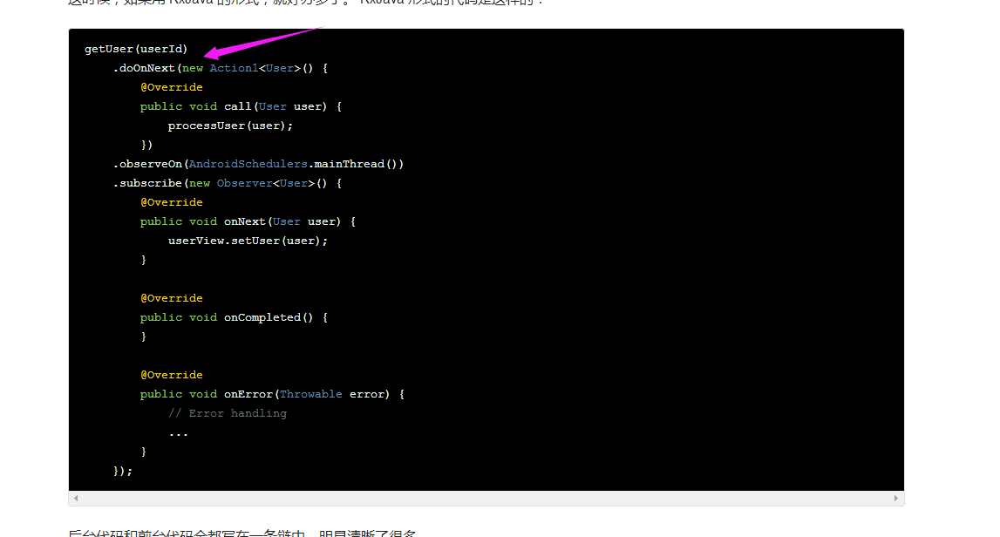 这时候，如果用 RxJava 的形式，就好办多了。 RxJava 形式的代码是这样的：
getUser(userId)
.doOnNext(new Action1<User>() {
@Override
public void call(User user) {
processUser(user);
})
.observeOn(AndroidSchedulers.mainThread())
.subscribe(new Observer<User>() {
@Override
public void onNext(User user) {
userView.setUser(user);
}
@Override
public void onCompleted() {
}
@Override
public void onError(Throwable error) {
// Error handling
...
}
});
后台代码和前台代码全都写在一条链中，明显清晰了很多。